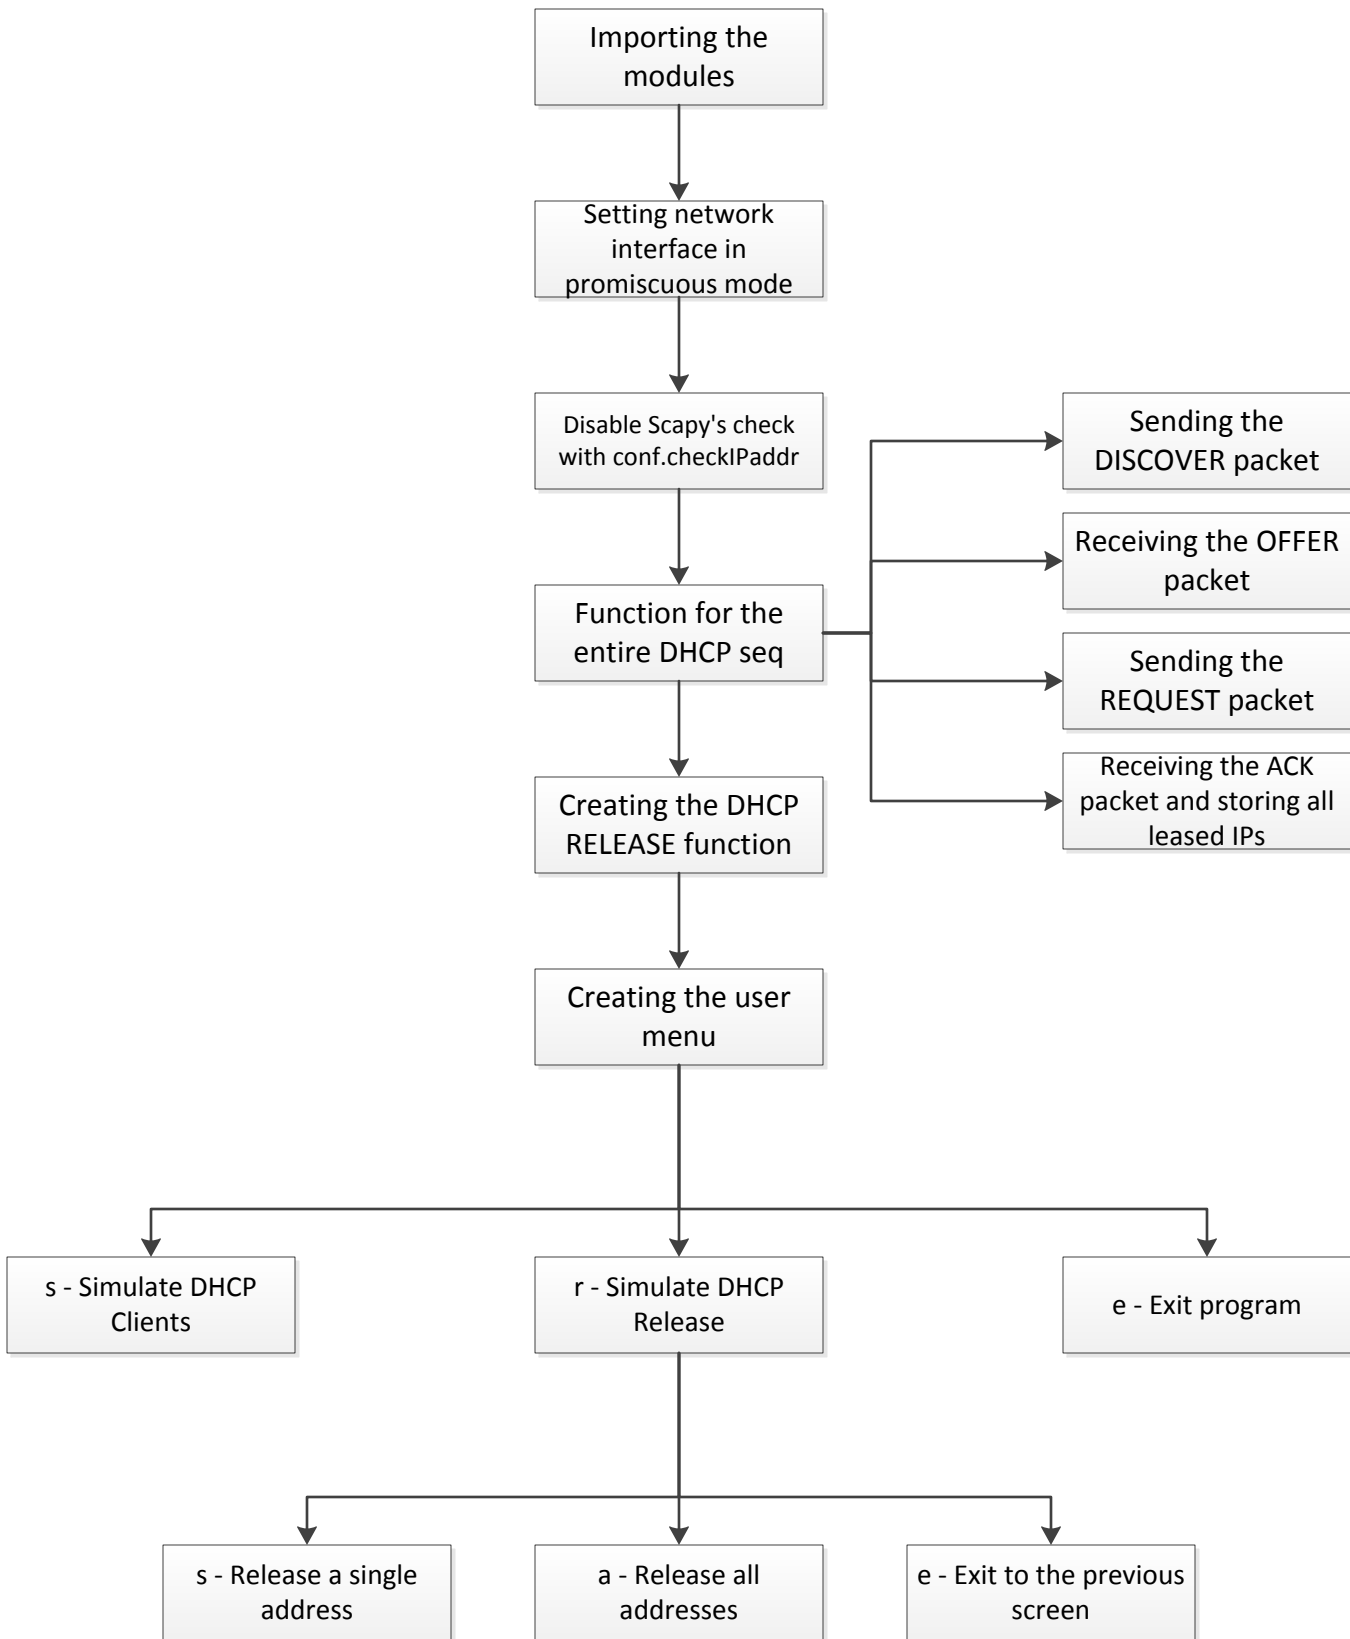 Importing the
modules
Setting network
interface in
promiscuous mode
Disable Scapy's check
with conf.checkIPaddr
Sending the
DISCOVER packet
Receiving the OFFER
packet
Function for the
entire DHCP seq
Sending the
REQUEST packet
Receiving the ACK
packet and storing all
leased IPs
Creating the DHCP
RELEASE function
Creating the user
menu
s - Simulate DHCP
Clients
r - Simulate DHCP
Release
e - Exit program
s - Release a single
address
a - Release all
addresses
e - Exit to the previous
screen